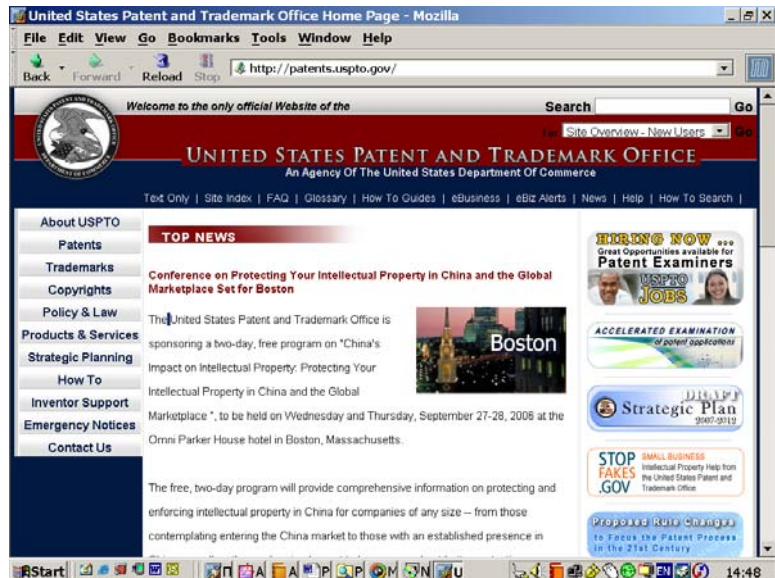 United States Patent and Trademark Office Home Page - Mozilla
File Edit View Go Bookmarks Tools Window Help
Back Forward Reload Stop http://patents.uspto.gov/
Welcome to the only official Website of the
Search Go
Site Overview - New Users Go
UNITED STATES PATENT AND TRADEMARK OFFICE
An Agency Of The United States Department Of Commerce
Text Only | Site Index | FAQ | Glossary | How To Guides | eBusiness | eBiz Alerts | News | Help | How To Search |
About USPTO
Patents
Trademarks
Copyrights
Policy & Law
Products & Services
Strategic Planning
How To
Inventor Support
Emergency Notices
Contact Us
TOP NEWS
Conference on Protecting Your Intellectual Property in China and the Global
Marketplace Set for Boston
The United States Patent and Trademark Office is
sponsoring a two-day, free program on "China's
Impact on Intellectual Property: Protecting Your
Intellectual Property in China and the Global
Marketplace ", to be held on Wednesday and Thursday, September 27-28, 2006 at the
Omni Parker House hotel in Boston, Massachusetts.
Boston
The free, two-day program will provide comprehensive information on protecting and
enforcing intellectual property in China for companies of any size -- from those
contemplating entering the China market to those with an established presence in
HIRING NOW ...
Great Opportunities available for
Patent Examiners
USPTO
JOBS
ACCELERATED EXAMINATION
of patent applications
DRAFT
Strategic Plan
2007-2012
STOP
FAKES
.GOV
SMALL BUSINESS
Intellectual Property Help from
the United States Patent and
Trademark Office
Proposed Rule Changes
to Focus the Patent Process
in the 21st Century
Start П A A P P M N U EN 14:48